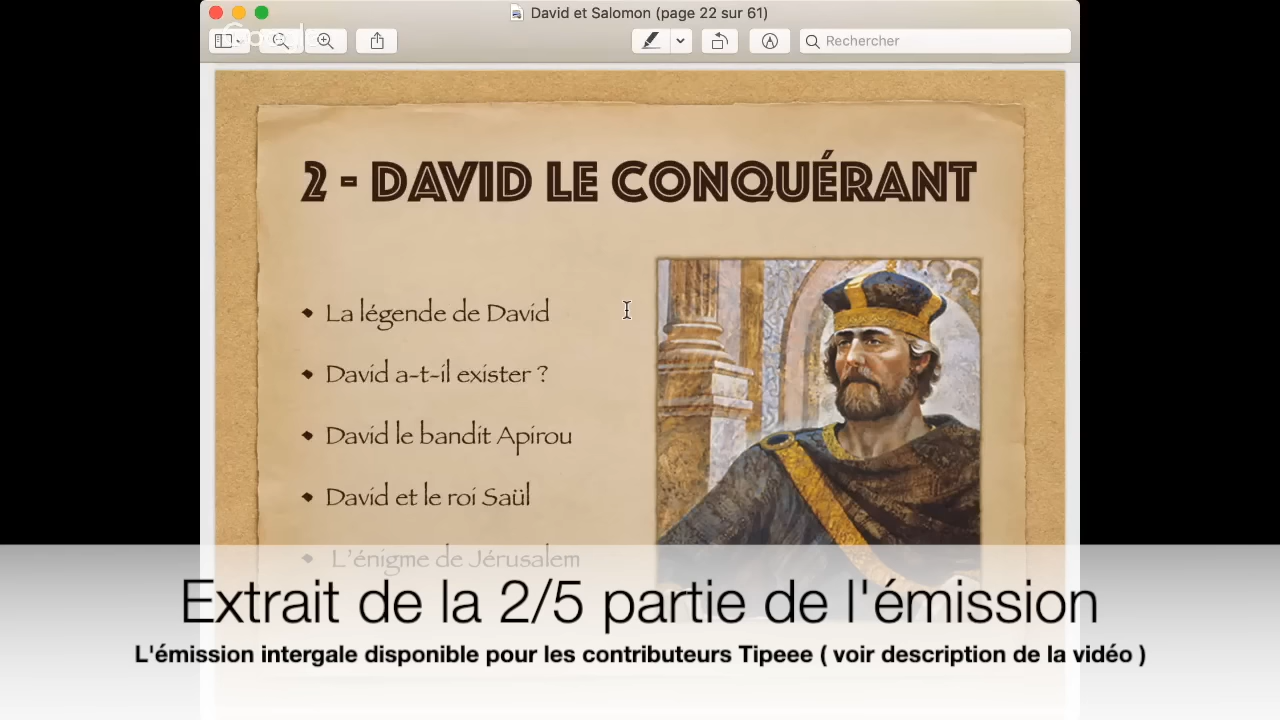 David et Salomon (page 22 sur 61)
Google
Rechercher
2 - DAVID LE CONQUÉRANT
La légende de David
David a-t-il exister ?
David le bandit Apirou
David et le roi Saül
L'énigme de Jérusalem
Extrait de la 2/5 partie de l'émission
L'émission intergale disponible pour les contributeurs Tipeee ( voir description de la vidéo )